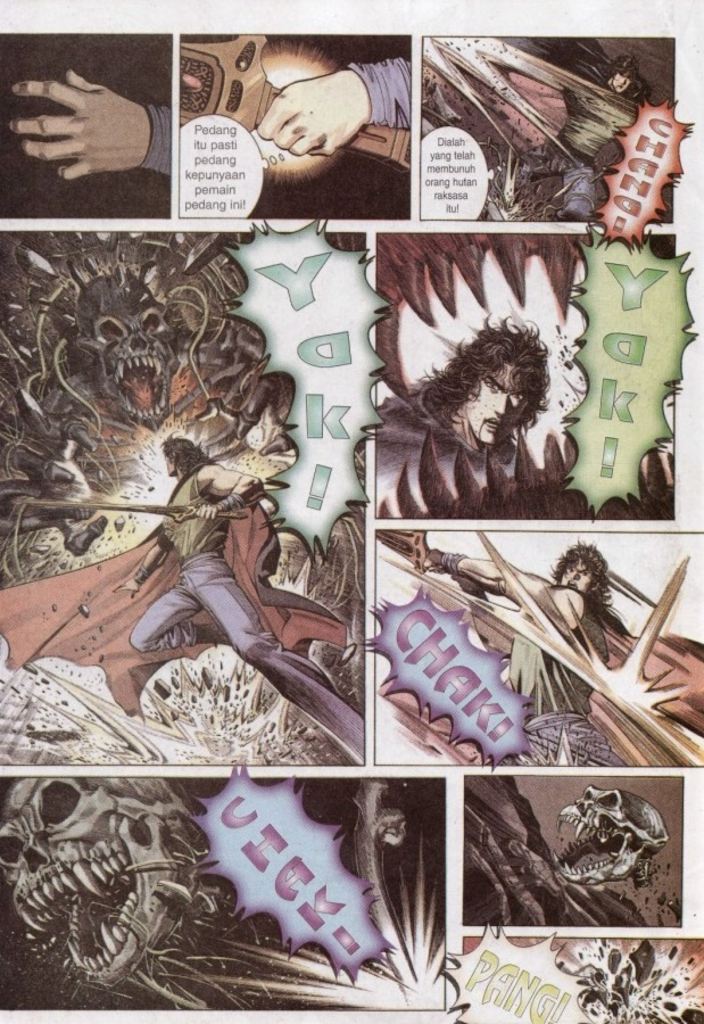 Pedang
itu pasti
pedang
kepunyaan
pemain
pedang ini!
Dialah
yang telah
membunuh
orang hutan
raksasa
itu!
CHANG!
Yak!
Yak!
CHAK!
PANG!